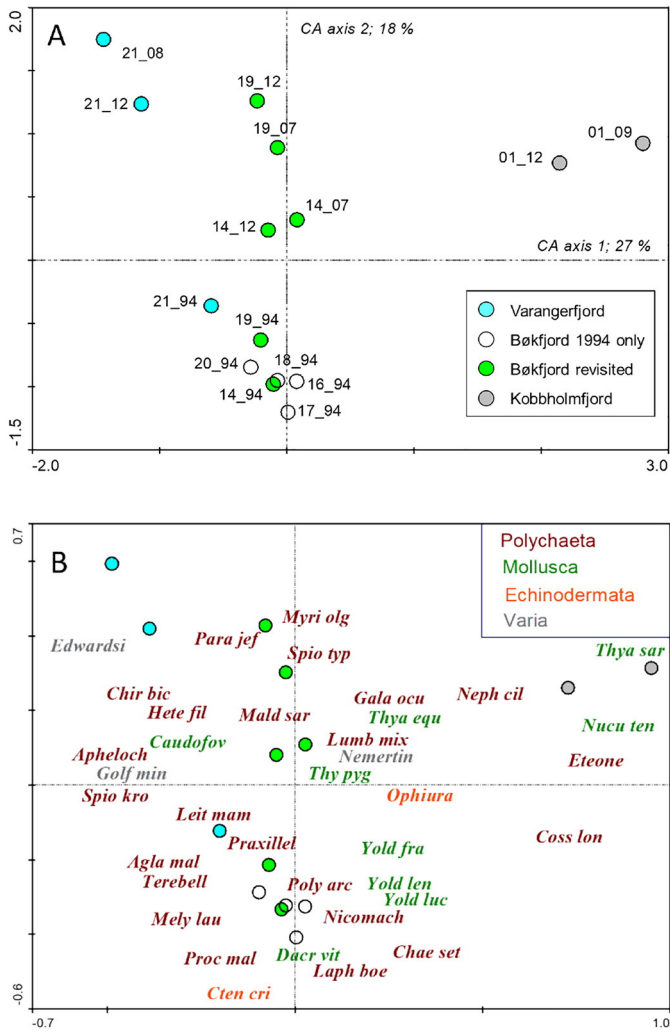 2.0
A
CA axis 2; 18 %
21_08
19_12
21_12
19_07
01_09
01_12
14_07
14_12
CA axis 1; 27 %
21_94
19_94
20_94
18_94
14_94
16_94
17_94
Varangerfjord
Bøkfjord 1994 only
Bøkfjord revisited
Kobbholmfjord
-1.5
-2.0
3.0
0.7
B
Polychaeta
Mollusca
Echinodermata
Varia
Myri olg
Para jef
Edwardsi
Spio typ
Thya sar
Chir bic
Gala ocu
Neph cil
Hete fil
Mald sar
Thya equ
Nucu ten
Caudofov
Lumb mix
Apheloch
Nemertin
Eteone
Golf min
Thy pyg
Spio kro
Ophiura
Leit mam
Coss lon
Praxillel
Yold fra
Agla mal
Terebell
Poly arc
Yold len
Yold luc
Mely lau
Nicomach
Proc mal
Dacr vit
Chae set
Laph boe
Cten cri
-0.6
-0.7
1.0